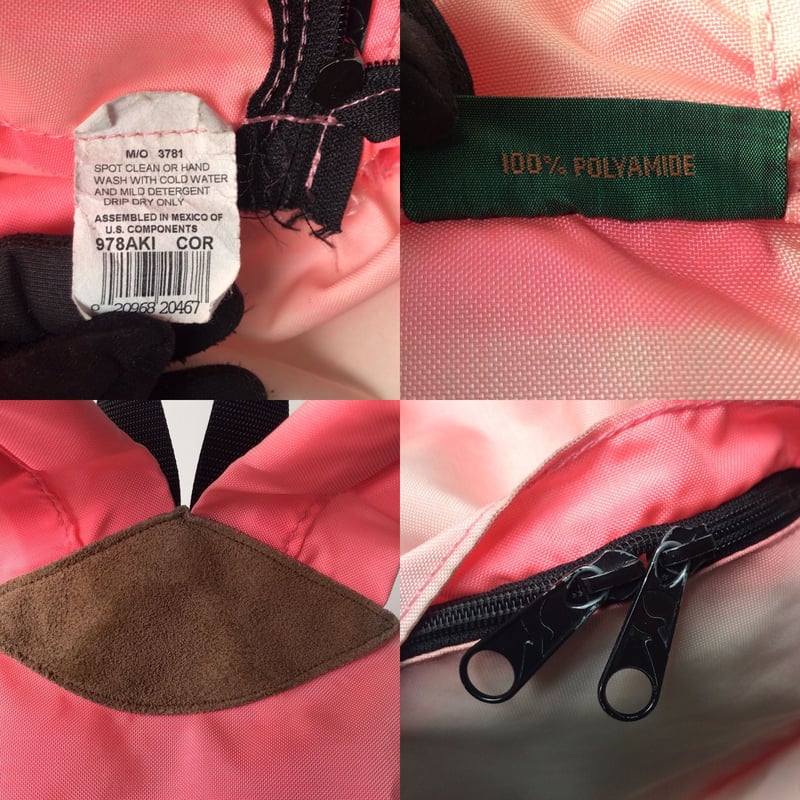 M/O 3781
SPOT CLEAN OR HAND
WASH WITH COLD WATER
AND MILD DETERGENT
DRIP DRY ONLY
ASSEMBLED IN MEXICO OF
U.S. COMPONENTS
978AKI COR
20968 20467
100% POLYAMIDE